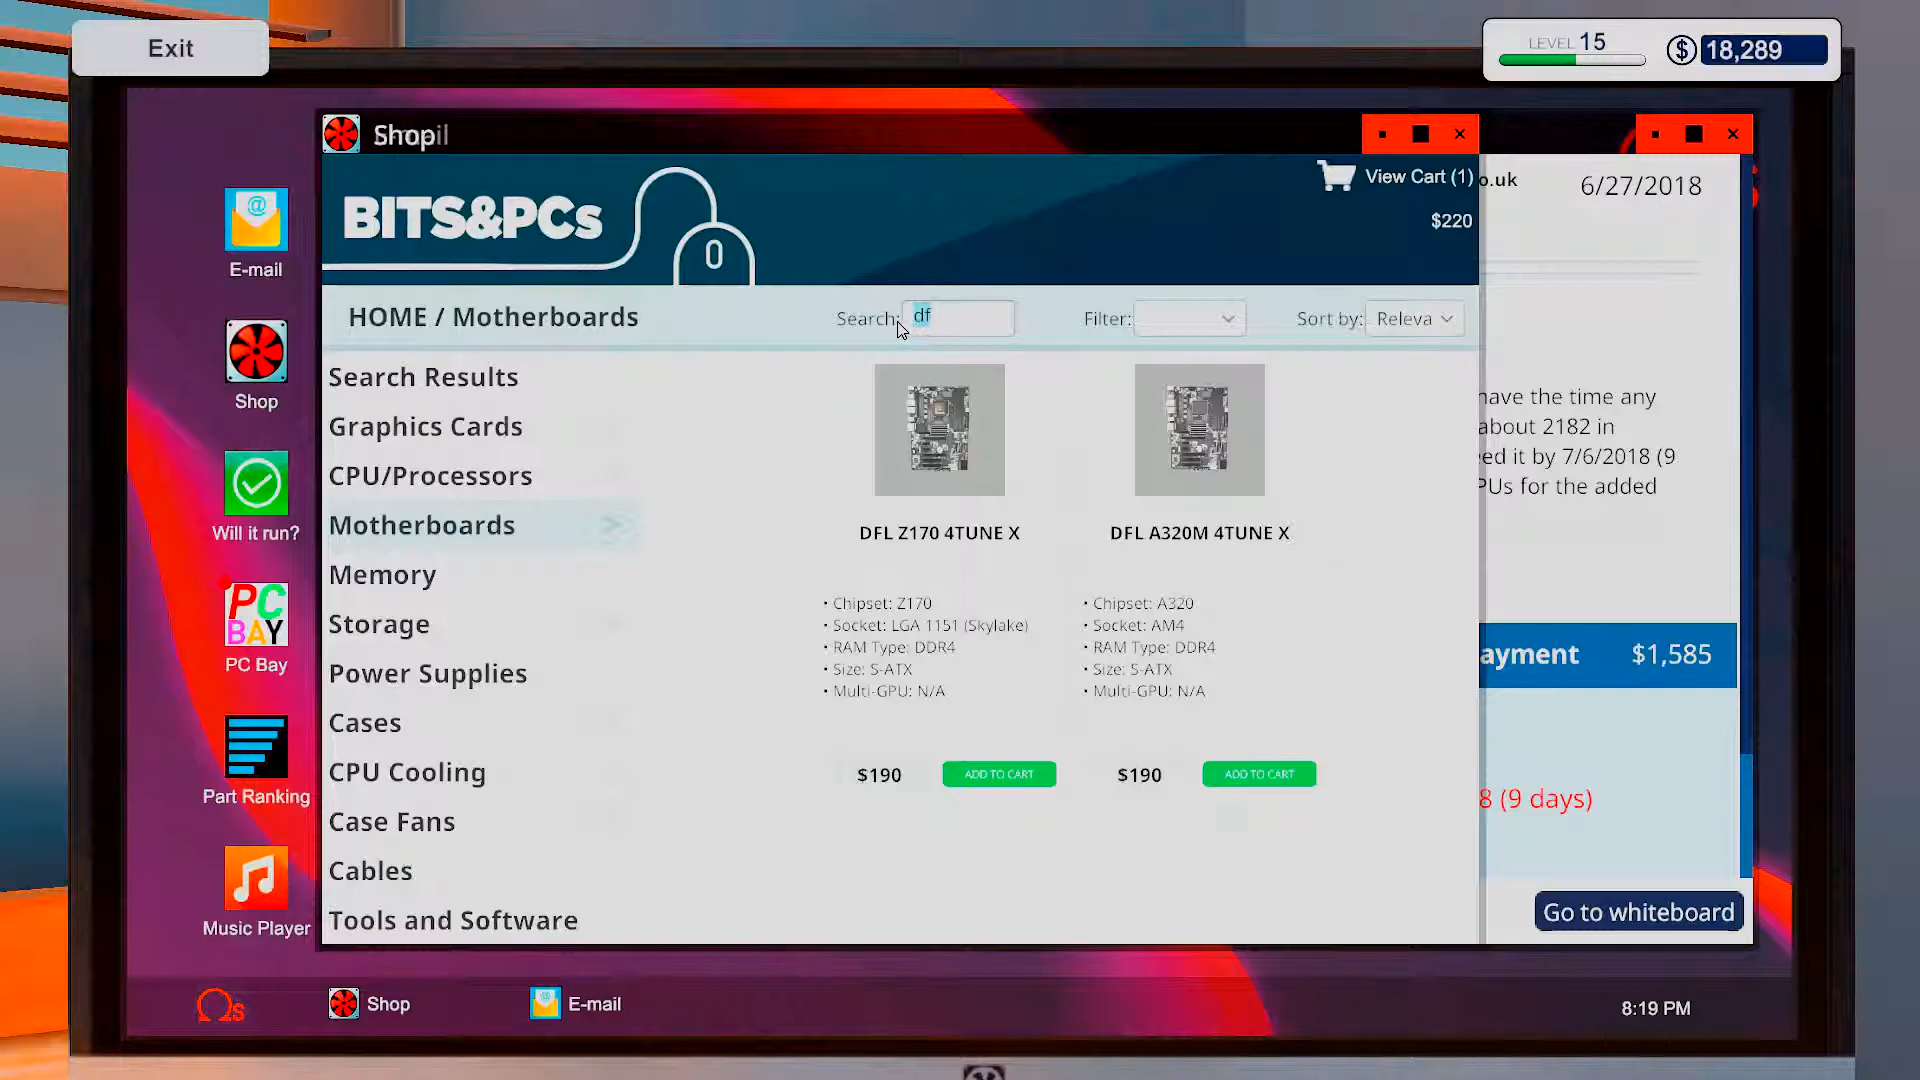 Exit
LEVEL 15
$ 18,289
Shop
View Cart (1)
$220
BITS&PCs
o.uk
6/27/2018
HOME / Motherboards
Search:
df
Filter:
Sort by:
Releva
Search Results
Graphics Cards
CPU/Processors
Motherboards
Memory
Storage
Power Supplies
Cases
CPU Cooling
Case Fans
Cables
Tools and Software
DFL Z170 4TUNE X
• Chipset: Z170
• Socket: LGA 1151 (Skylake)
• RAM Type: DDR4
• Size: S-ATX
• Multi-GPU: N/A
$190
ADD TO CART
DFL A320M 4TUNE X
• Chipset: A320
• Socket: AM4
• RAM Type: DDR4
• Size: S-ATX
• Multi-GPU: N/A
$190
ADD TO CART
have the time any
about 2182 in
eed it by 7/6/2018 (9
PUs for the added
ayment
$1,585
8 (9 days)
Go to whiteboard
E-mail
Shop
Will it run?
PC BAY
PC Bay
Part Ranking
Music Player
Ωs
Shop
E-mail
8:19 PM